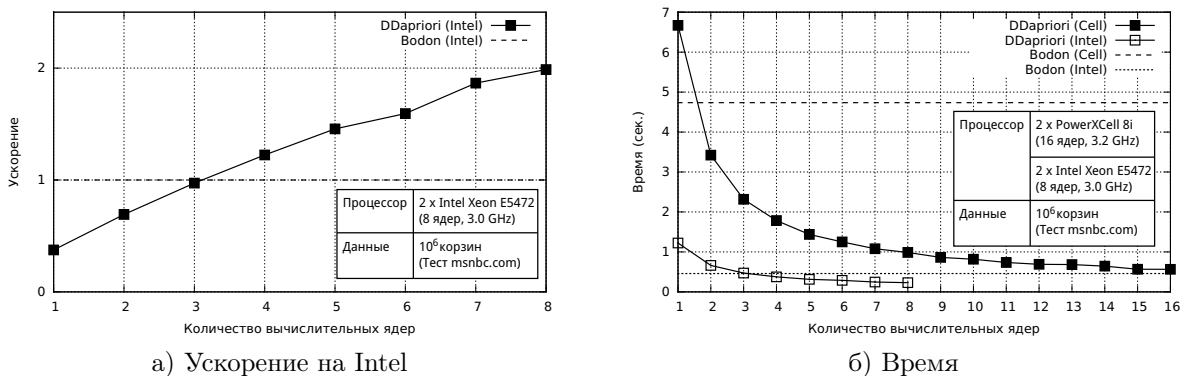 DDapriori (Intel)
Bodon (Intel)
2
1
0
Ускорение
Процессор
2 x Intel Xeon E5472
(8 ядер, 3.0 GHz)
Данные
10⁶ корзин
(Тест msnbc.com)
1 2 3 4 5 6 7 8
Количество вычислительных ядер
а) Ускорение на Intel
DDapriori (Cell)
DDapriori (Intel)
Bodon (Cell)
Bodon (Intel)
7
6
5
4
3
2
1
0
Время (сек.)
Процессор
2 x PowerXCell 8i
(16 ядер, 3.2 GHz)
2 x Intel Xeon E5472
(8 ядер, 3.0 GHz)
Данные
10⁶ корзин
(Тест msnbc.com)
1 2 3 4 5 6 7 8 9 10 11 12 13 14 15 16
Количество вычислительных ядер
б) Время